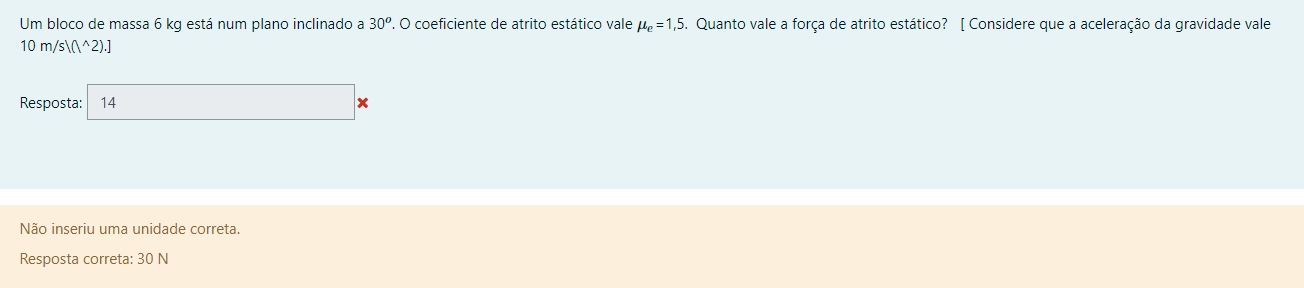 Um bloco de massa 6 kg está num plano inclinado a 30º. O coeficiente de atrito estático vale μₑ =1,5. Quanto vale a força de atrito estático? [ Considere que a aceleração da gravidade vale
10 m/s\(\^2).]
Resposta: 14 ✖
Não inseriu uma unidade correta.
Resposta correta: 30 N